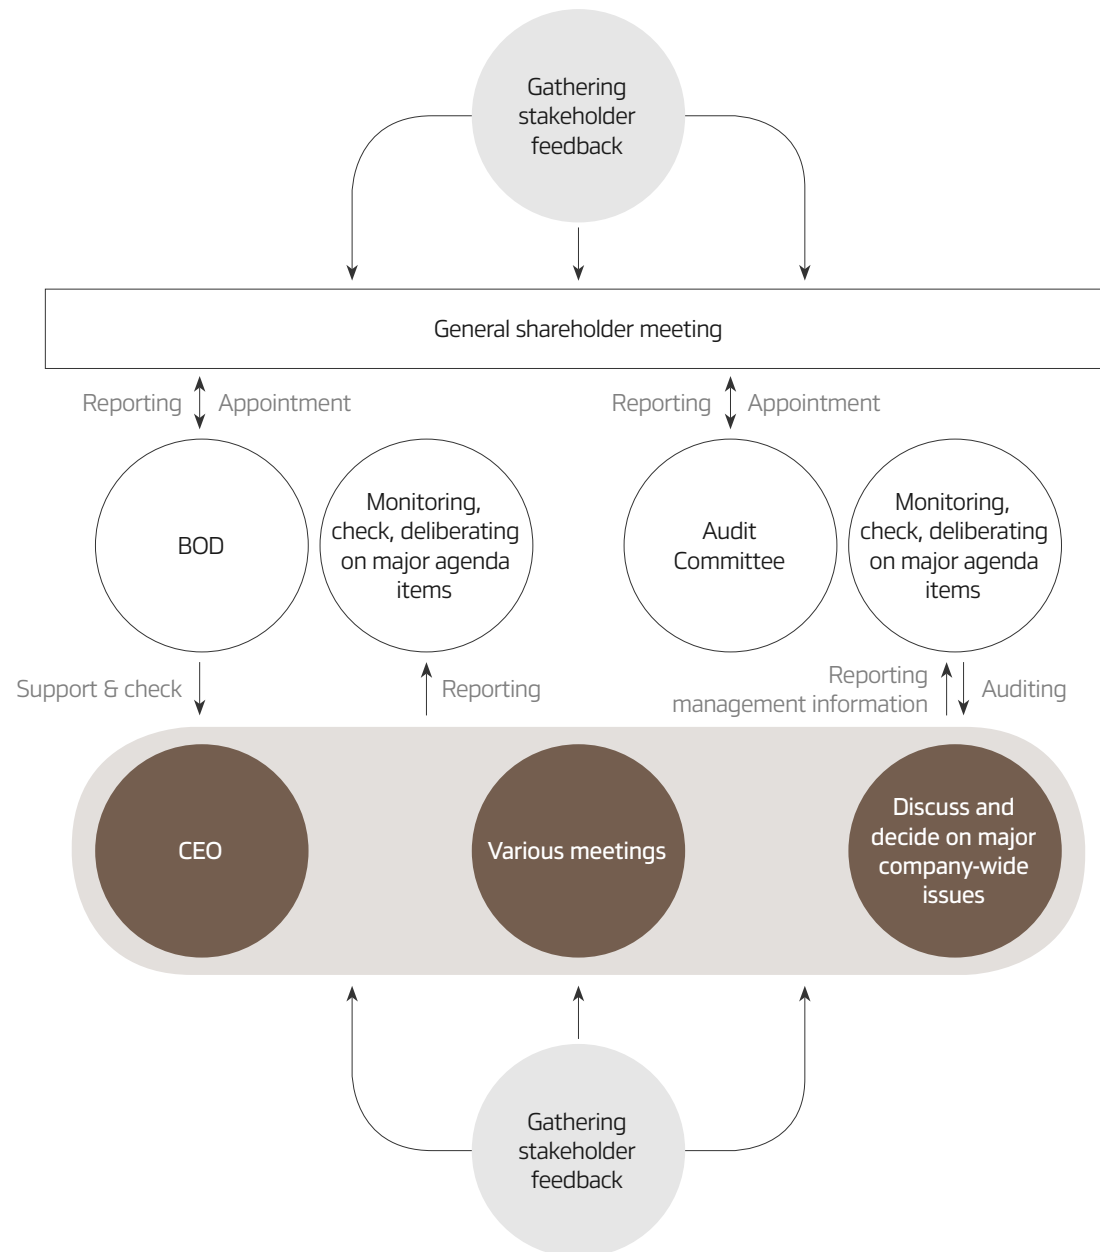 Gathering
stakeholder
feedback
General shareholder meeting
Reporting
Appointment
Reporting
Appointment
BOD
Monitoring,
check, deliberating
on major agenda
items
Audit
Committee
Monitoring,
check, deliberating
on major agenda
items
Support & check
Reporting
Reporting
management information
Auditing
CEO
Various meetings
Discuss and
decide on major
company-wide
issues
Gathering
stakeholder
feedback